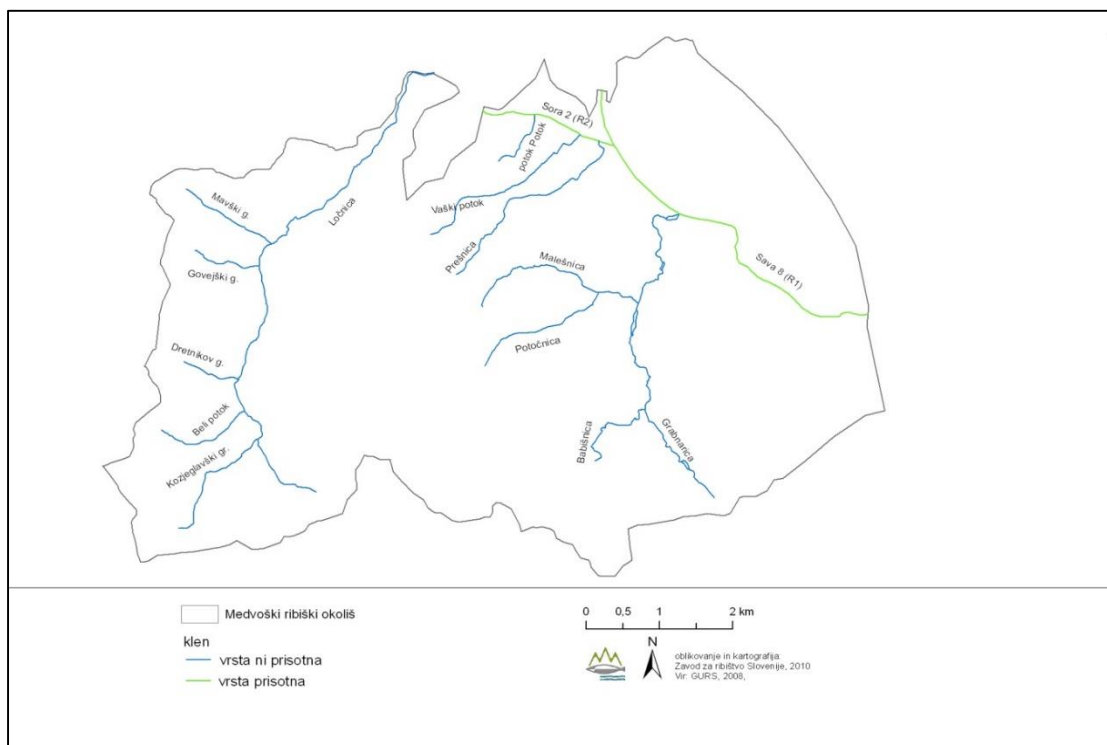 Sora 2 (R2)
potok Potok
Mavški g.
Ločnica
Vaški potok
Govejški g.
Prešnica
Malešnica
Sava 8 (R1)
Dretnikov g.
Potočnica
Beli potok
Babišnica
Grabnarica
Kozjeglavški gr.
Medvoški ribiški okoliš
klen
vrsta ni prisotna
vrsta prisotna
0 0,5 1 2 km
N
oblikovanje in kartografija:
Zavod za ribištvo Slovenije, 2010
Vir: GURS, 2008,